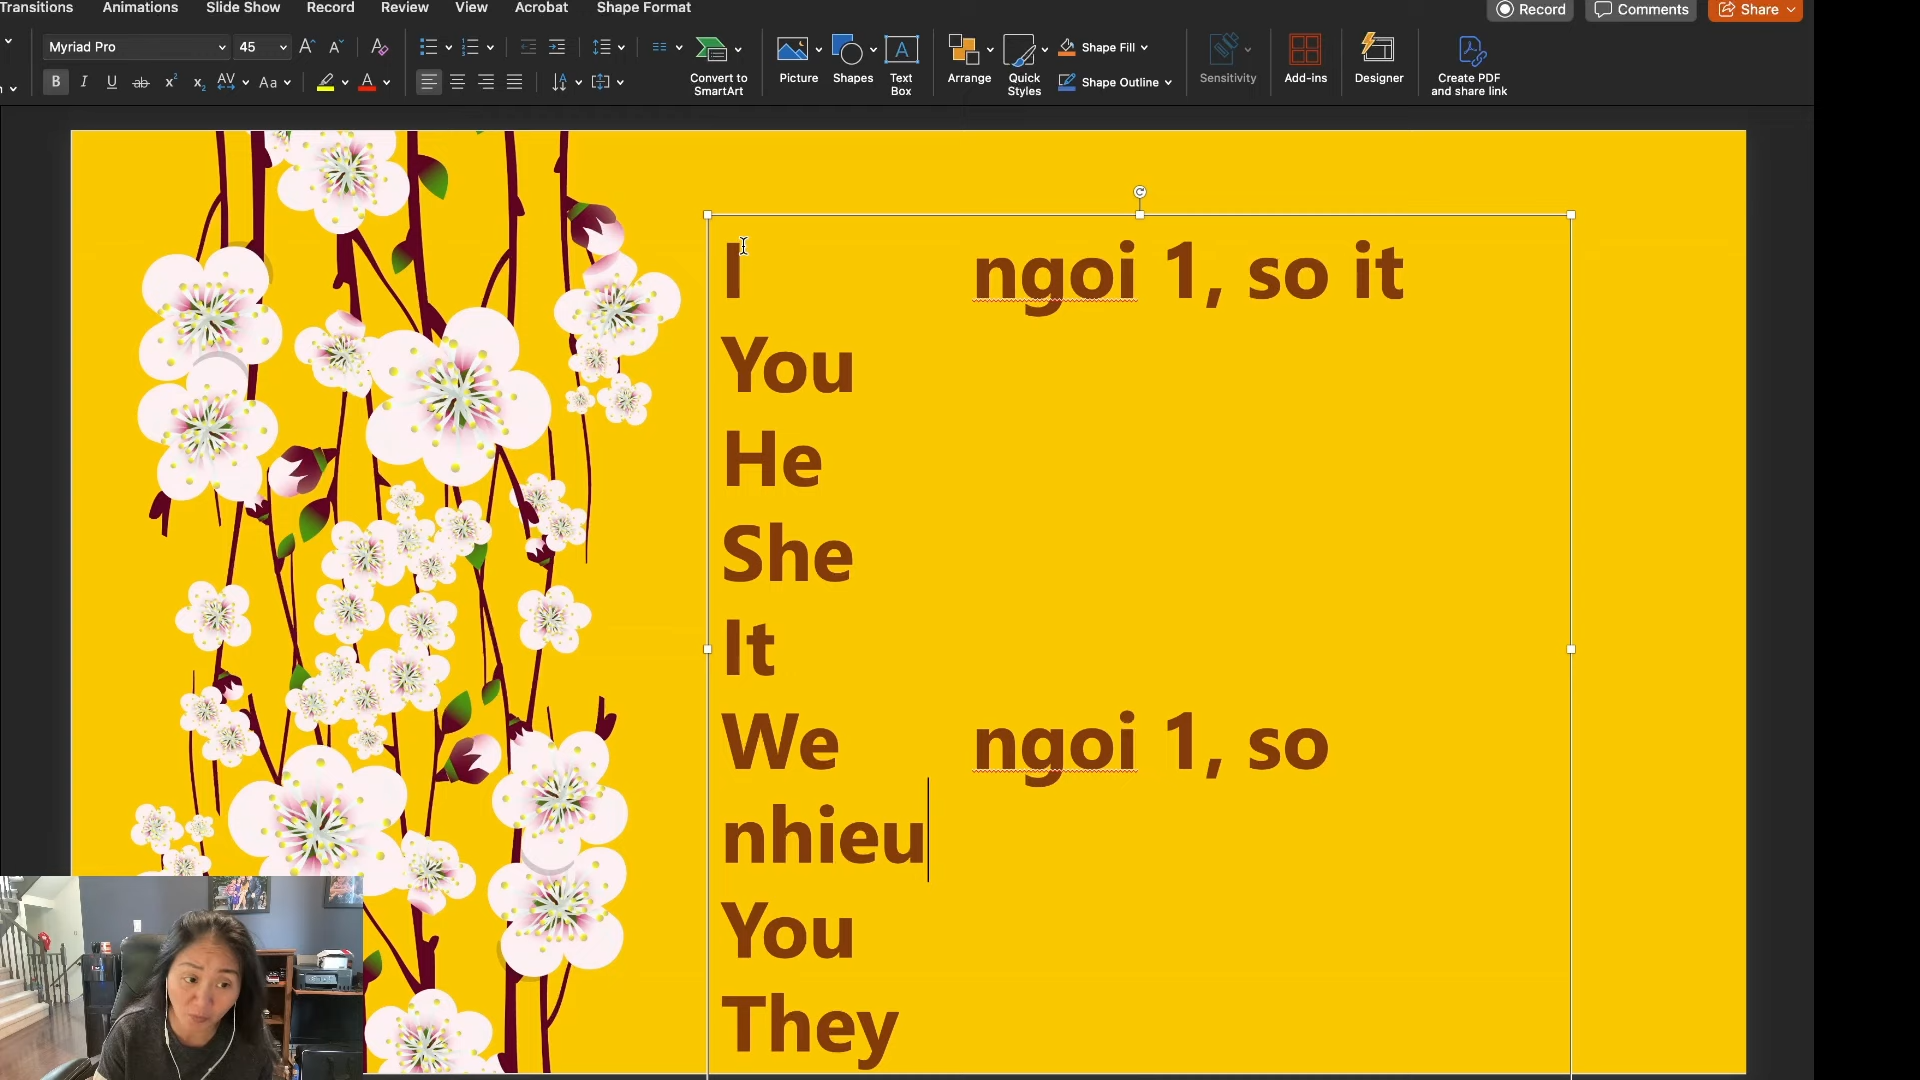 Transitions Animations Slide Show Record Review View Acrobat Shape Format Record Comments Share
Myriad Pro 45
Convert to SmartArt
Picture
Shapes
Text Box
Arrange
Quick Styles
Shape Fill
Shape Outline
Sensitivity
Add-ins
Designer
Create PDF and share link
I ngoi 1, so it
You
He
She
It
We ngoi 1, so
nhieu
You
They